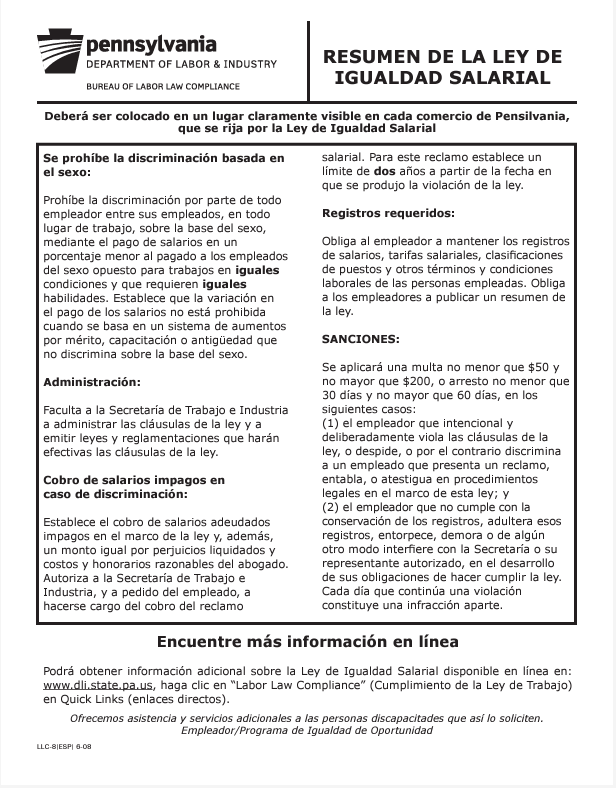 pennsylvania
DEPARTMENT OF LABOR & INDUSTRY
BUREAU OF LABOR LAW COMPLIANCE
RESUMEN DE LA LEY DE
IGUALDAD SALARIAL
Deberá ser colocado en un lugar claramente visible en cada comercio de Pensilvania,
que se rija por la Ley de Igualdad Salarial
Se prohíbe la discriminación basada en
el sexo:
Prohíbe la discriminación por parte de todo
empleador entre sus empleados, en todo
lugar de trabajo, sobre la base del sexo,
mediante el pago de salarios en un
porcentaje menor al pagado a los empleados
del sexo opuesto para trabajos en iguales
condiciones y que requieren iguales
habilidades. Establece que la variación en
el pago de los salarios no está prohibida
cuando se basa en un sistema de aumentos
por mérito, capacitación o antigüedad que
no discrimina sobre la base del sexo.
Administración:
Faculta a la Secretaría de Trabajo e Industria
a administrar las cláusulas de la ley y a
emitir leyes y reglamentaciones que harán
efectivas las cláusulas de la ley.
Cobro de salarios impagos en
caso de discriminación:
Establece el cobro de salarios adeudados
impagos en el marco de la ley y, además,
un monto igual por perjuicios liquidados y
costos y honorarios razonables del abogado.
Autoriza a la Secretaría de Trabajo e
Industria, y a pedido del empleado, a
hacerse cargo del cobro del reclamo
salarial. Para este reclamo establece un
límite de dos años a partir de la fecha en
que se produjo la violación de la ley.
Registros requeridos:
Obliga al empleador a mantener los registros
de salarios, tarifas salariales, clasificaciones
de puestos y otros términos y condiciones
laborales de las personas empleadas. Obliga
a los empleadores a publicar un resumen de
la ley.
SANCIONES:
Se aplicará una multa no menor que $50 y
no mayor que $200, o arresto no menor que
30 días y no mayor que 60 días, en los
siguientes casos:
(1) el empleador que intencional y
deliberadamente viola las cláusulas de la
ley, o despide, o por el contrario discrimina
a un empleado que presenta un reclamo,
entabla, o atestigua en procedimientos
legales en el marco de esta ley; y
(2) el empleador que no cumple con la
conservación de los registros, adultera esos
registros, entorpece, demora o de algún
otro modo interfiere con la Secretaría o su
representante autorizado, en el desarrollo
de sus obligaciones de hacer cumplir la ley.
Cada día que continúa una violación
constituye una infracción aparte.
Encuentre más información en línea
Podrá obtener información adicional sobre la Ley de Igualdad Salarial disponible en línea en:
www.dli.state.pa.us, haga clic en “Labor Law Compliance” (Cumplimiento de la Ley de Trabajo)
en Quick Links (enlaces directos).
Ofrecemos asistencia y servicios adicionales a las personas discapacitades que así lo soliciten.
Empleador/Programa de Igualdad de Oportunidad
LLC-8(ESP) 6-08